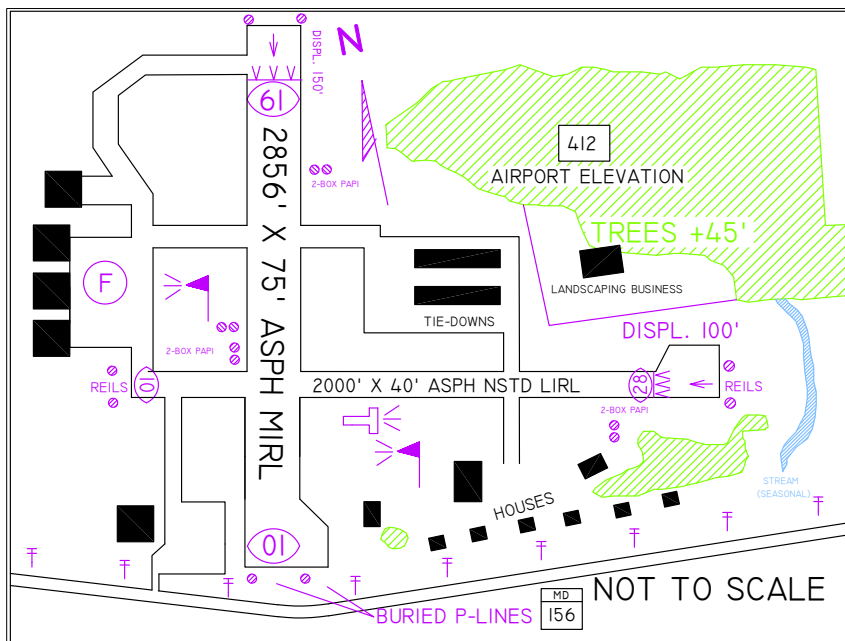 N
DISPL. 150'
19
2856' X 75' ASPH MIRL
2-BOX PAPI
412
AIRPORT ELEVATION
TREES +45'
LANDSCAPING BUSINESS
F
TIE-DOWNS
2-BOX PAPI
DISPL. 100'
REILS
10
2000' X 40' ASPH NSTD LIRL
28
REILS
2-BOX PAPI
STREAM
(SEASONAL)
HOUSES
01
BURIED P-LINES
MD
156
NOT TO SCALE